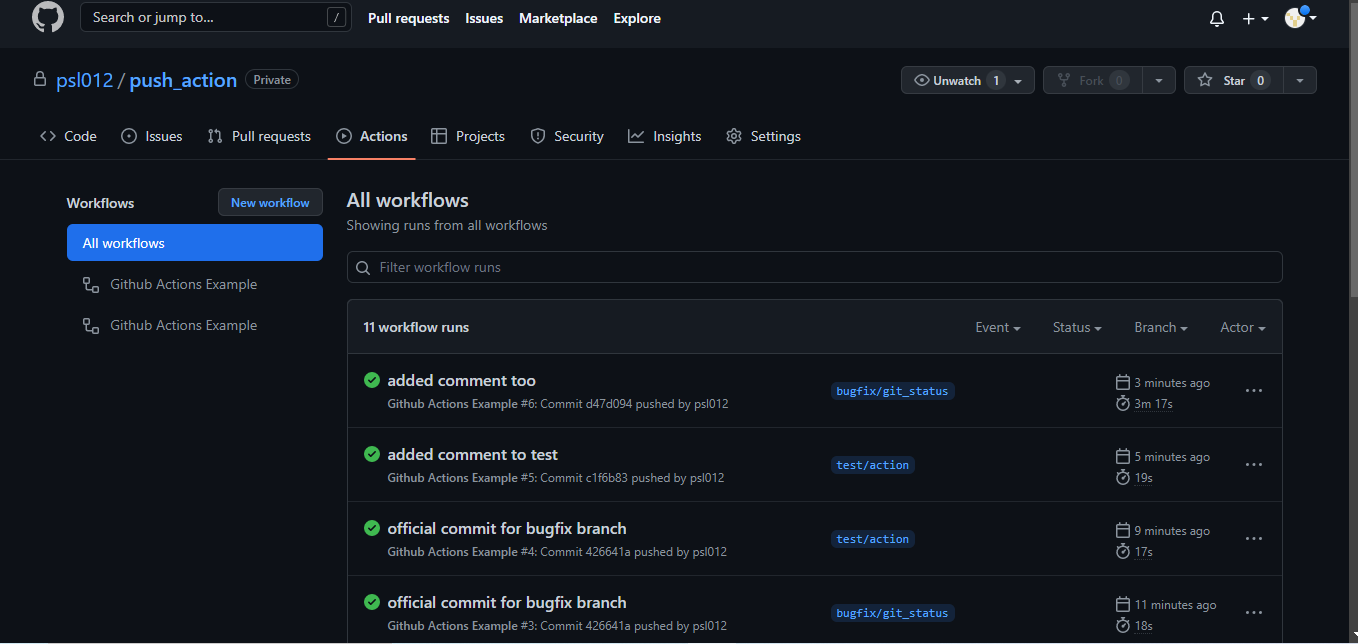 Search or jump to... /
Pull requests Issues Marketplace Explore
psl012 / push_action Private
Unwatch 1 Fork 0 Star 0
Code Issues Pull requests Actions Projects Security Insights Settings
Workflows New workflow
All workflows
Github Actions Example
Github Actions Example
All workflows
Showing runs from all workflows
Filter workflow runs
11 workflow runs Event Status Branch Actor
added comment too
Github Actions Example #6: Commit d47d094 pushed by psl012
bugfix/git_status
3 minutes ago
3m 17s
added comment to test
Github Actions Example #5: Commit c1f6b83 pushed by psl012
test/action
5 minutes ago
19s
official commit for bugfix branch
Github Actions Example #4: Commit 426641a pushed by psl012
test/action
9 minutes ago
17s
official commit for bugfix branch
Github Actions Example #3: Commit 426641a pushed by psl012
bugfix/git_status
11 minutes ago
18s